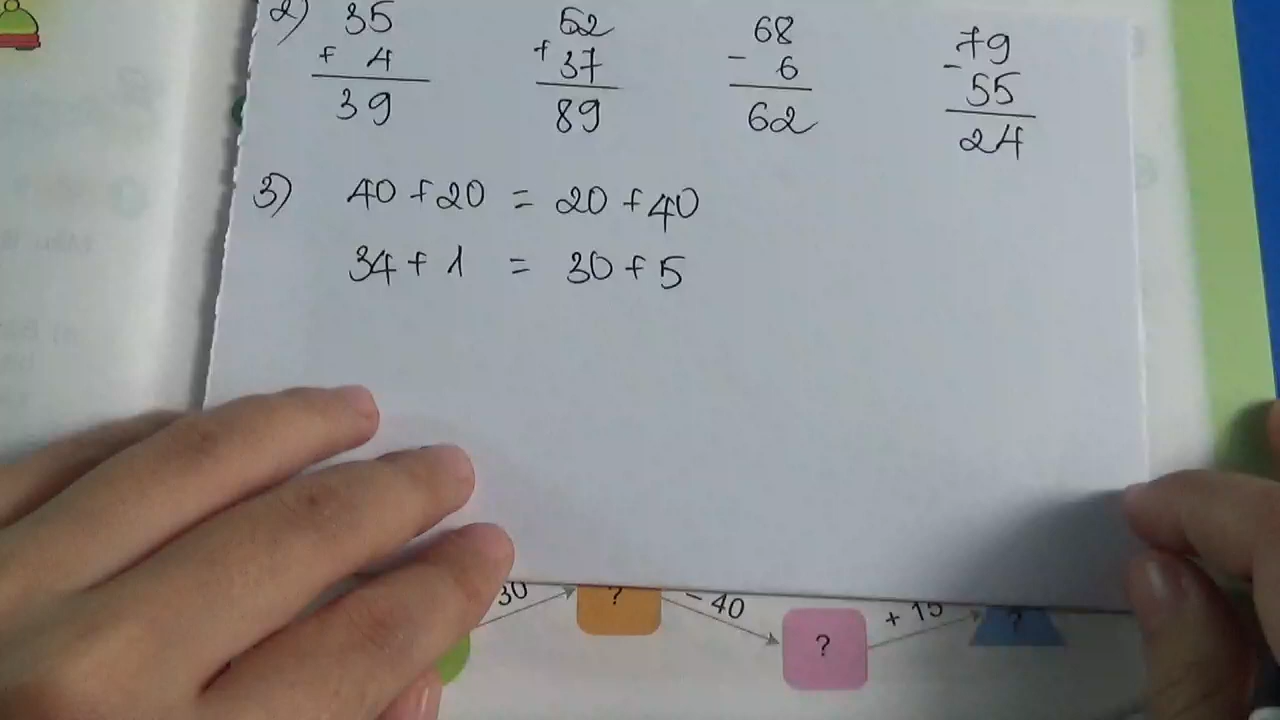 2) 35 52 68 79
+ 4 + 37 - 6 - 55
39 89 62 24
3) 40 + 20 = 20 + 40
34 + 1 = 30 + 5
30 ? - 40 ? + 15 ?